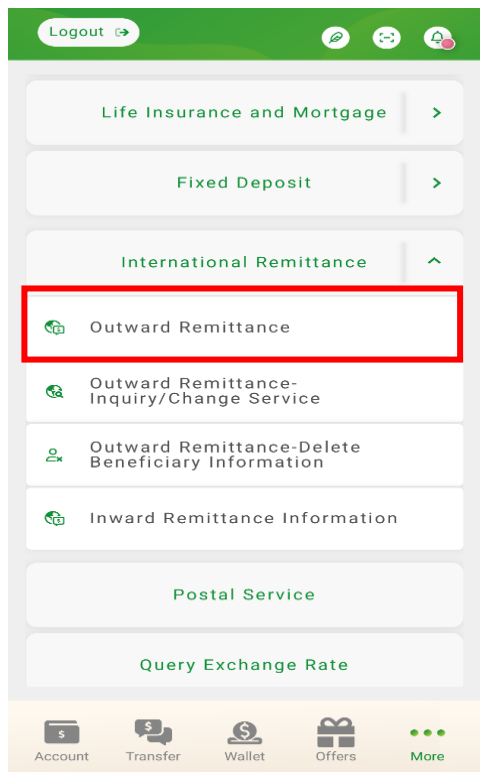 Logout
Life Insurance and Mortgage
Fixed Deposit
International Remittance
Outward Remittance
Outward Remittance-
Inquiry/Change Service
Outward Remittance-Delete
Beneficiary Information
Inward Remittance Information
Postal Service
Query Exchange Rate
Account Transfer Wallet Offers More